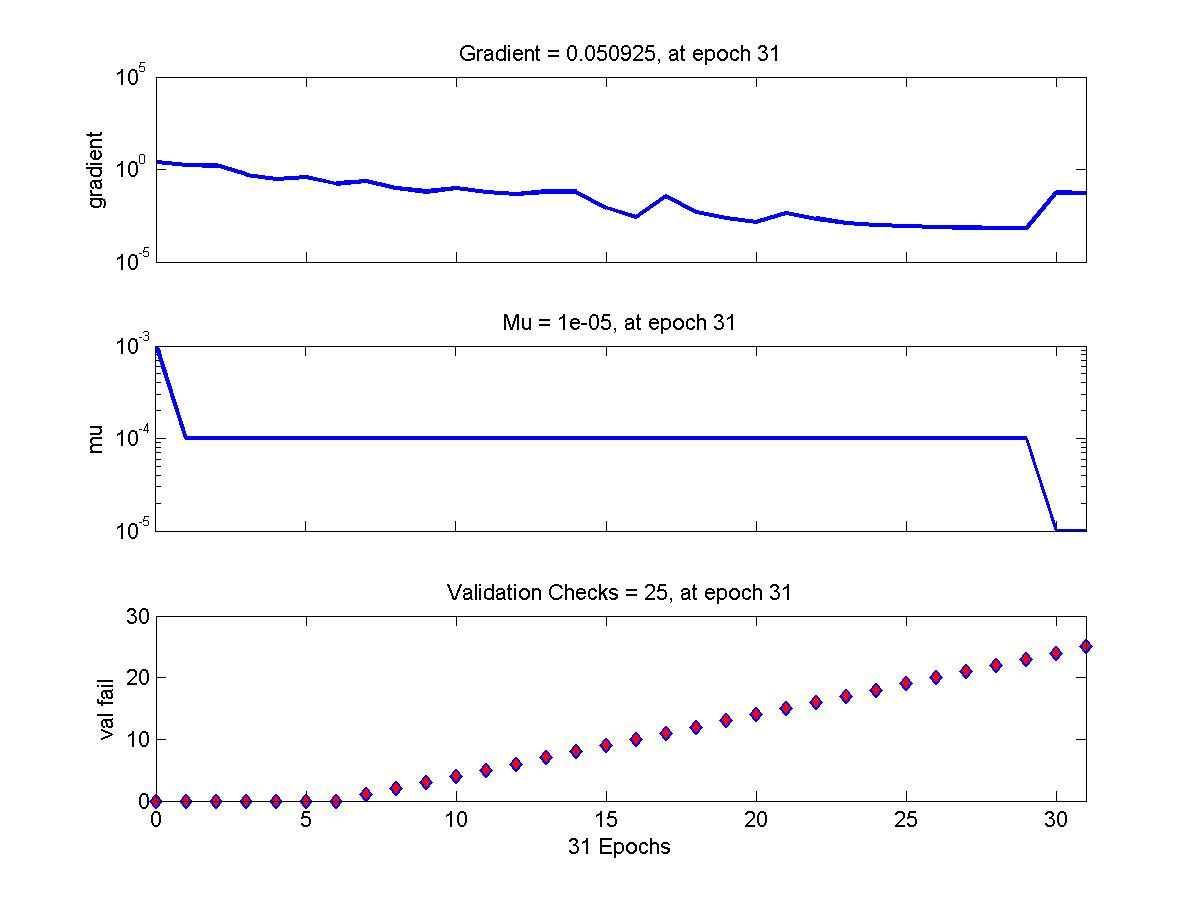 Gradient = 0.050925, at epoch 31
10^5
10^0
10^-5
gradient
Mu = 1e-05, at epoch 31
10^-3
10^-4
10^-5
mu
Validation Checks = 25, at epoch 31
30
20
10
0
val fail
0 5 10 15 20 25 30
31 Epochs